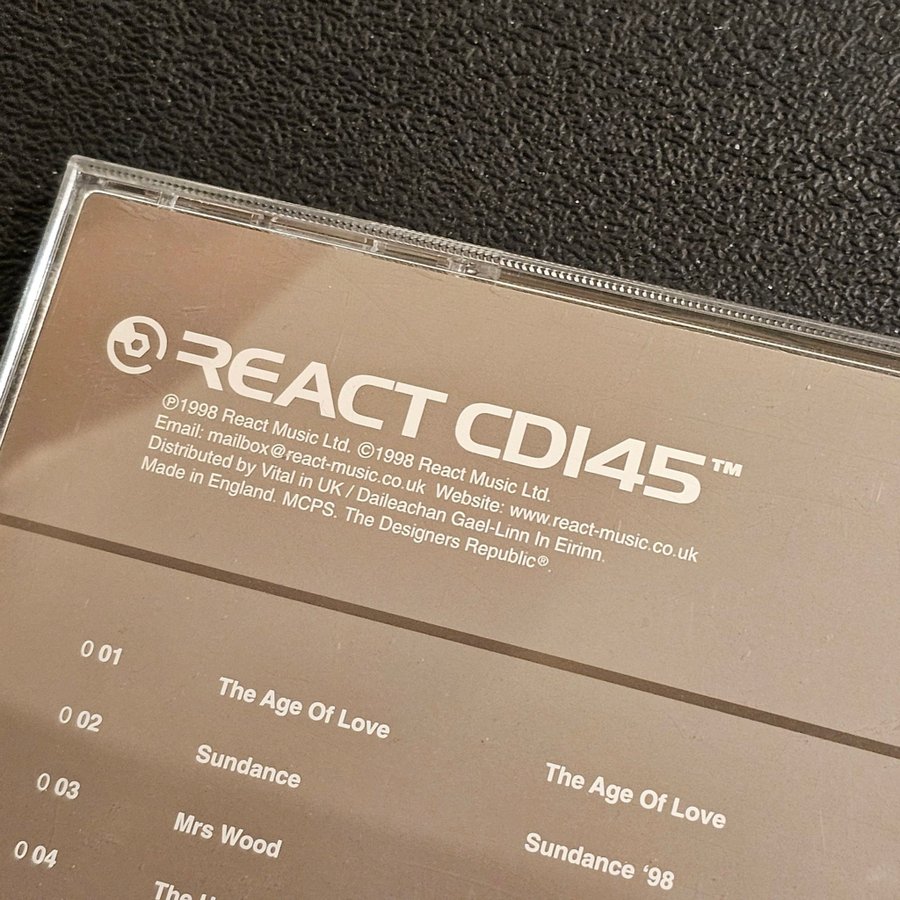 REACT CD145™
℗1998 React Music Ltd. ©1998 React Music Ltd.
Email: mailbox@react-music.co.uk Website: www.react-music.co.uk
Distributed by Vital in UK / Daileachan Gael-Linn In Eirinn.
Made in England. MCPS. The Designers Republic®.
0 01 The Age Of Love The Age Of Love
0 02 Sundance Sundance ‘98
0 03 Mrs Wood
0 04 The